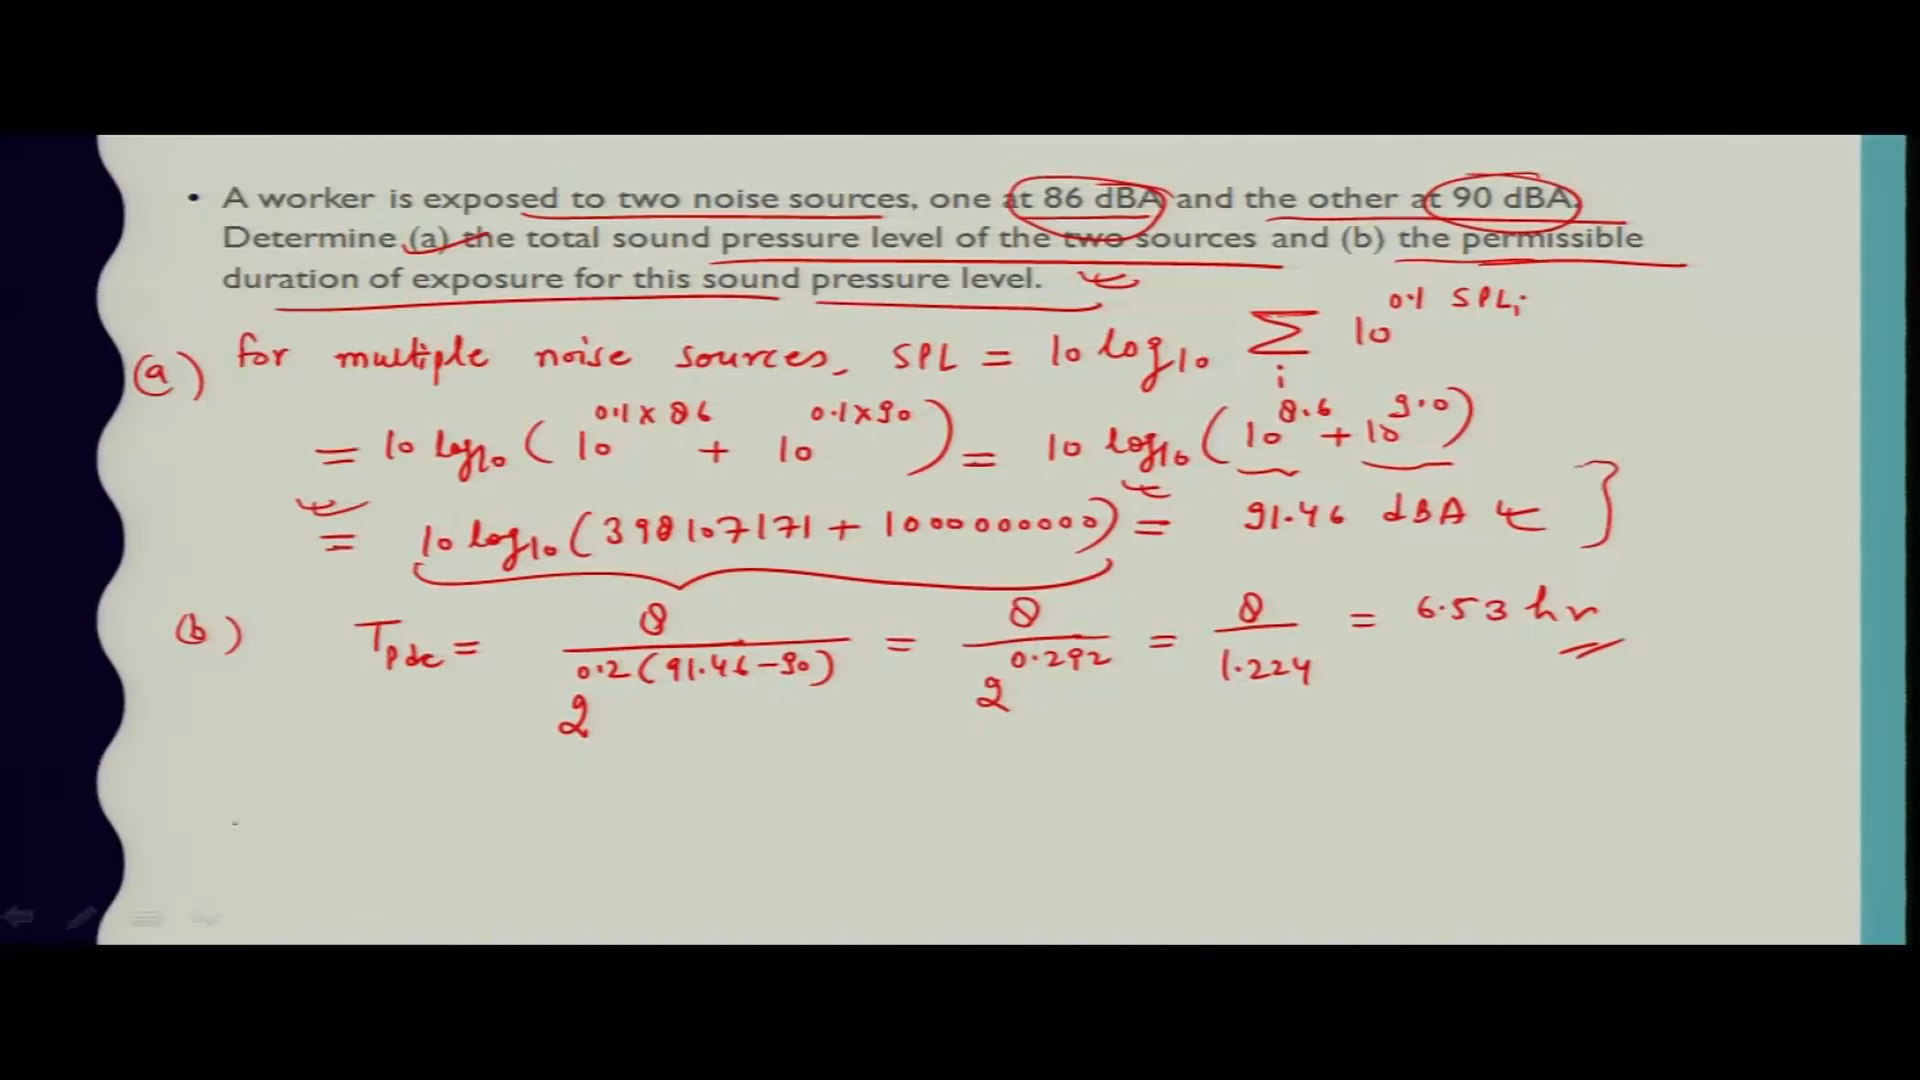 • A worker is exposed to two noise sources, one at 86 dBA and the other at 90 dBA.
Determine (a) the total sound pressure level of the two sources and (b) the permissible
duration of exposure for this sound pressure level.
(a) for multiple noise sources, SPL = 10 log₁₀ Σᵢ 10^(0.1 SPLᵢ)
= 10 log₁₀ (10^(0.1×86) + 10^(0.1×90)) = 10 log₁₀ (10^8.6 + 10^9.0)
= 10 log₁₀ (398107171 + 1000000000) = 91.46 dBA
(b) T = 8 / 2^(0.2(91.46-90)) = 8 / 2^0.292 = 8 / 1.224 = 6.53 hr